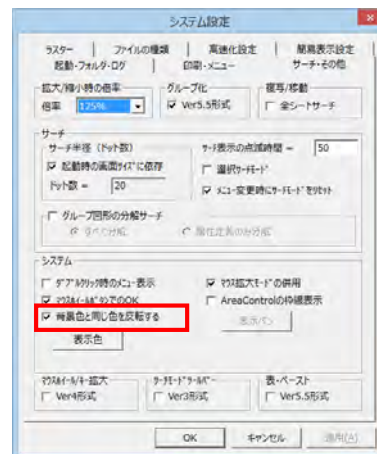 システム設定
ラスター ファイルの種類 高速化設定 簡易表示設定
起動・フォルダ・ログ 印刷・メニュー サーチ・その他
拡大/縮小時の倍率 グループ化 複写/移動
倍率 125% Ver5.5形式 全シートサーチ
サーチ
サーチ半径 (ドット数) サーチ表示の点滅時間 = 50
起動時の画面サイズに依存 選択サーチモード
ドット数 = 20 メニュー変更時にサーチモードをリセット
グループ図形の分解サーチ
すべて分解 属性定義のみ分解
システム
ダブルクリック時のメニュー表示 マウス拡大モードの併用
マウスホイールボタンでのOK AreaControlの枠線表示
背景色と同じ色を反転する 表示ペン
表示色
マウスホイール/キー拡大 サーチモードツールバー 表・ペースト
Ver4形式 Ver3形式 Ver5.5形式
OK キャンセル 適用(A)